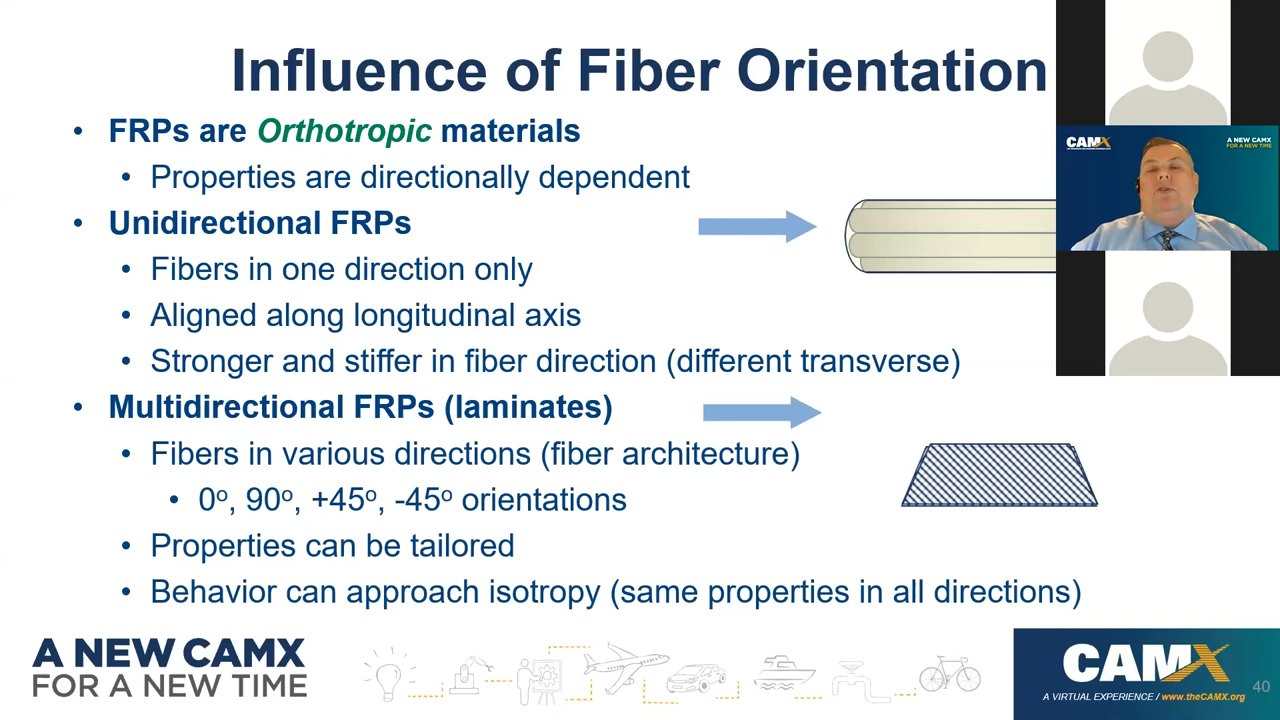 Influence of Fiber Orientation
• FRPs are Orthotropic materials
• Properties are directionally dependent
• Unidirectional FRPs
• Fibers in one direction only
• Aligned along longitudinal axis
• Stronger and stiffer in fiber direction (different transverse)
• Multidirectional FRPs (laminates)
• Fibers in various directions (fiber architecture)
• 0º, 90º, +45º, -45º orientations
• Properties can be tailored
• Behavior can approach isotropy (same properties in all directions)
CAMX
A NEW CAMX
FOR A NEW TIME
A NEW CAMX
FOR A NEW TIME
CAMX
A VIRTUAL EXPERIENCE / www.theCAMX.org
40